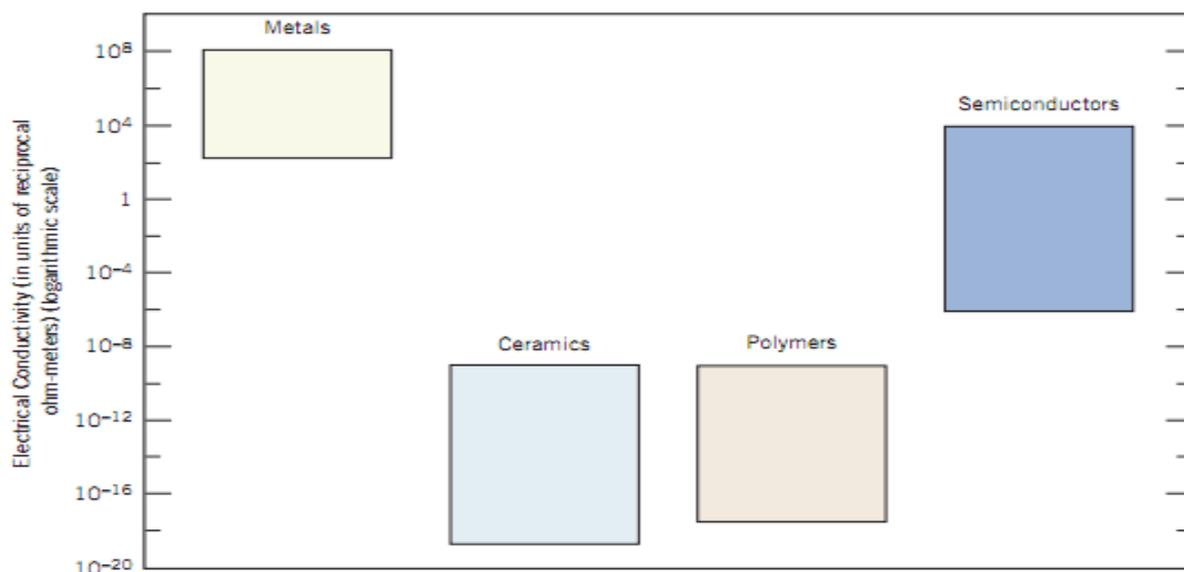 Metals
10⁸
Semiconductors
10⁴
1
10⁻⁴
10⁻⁸
Ceramics
Polymers
10⁻¹²
10⁻¹⁶
10⁻²⁰
Electrical Conductivity (in units of reciprocal
ohm-meters) (logarithmic scale)